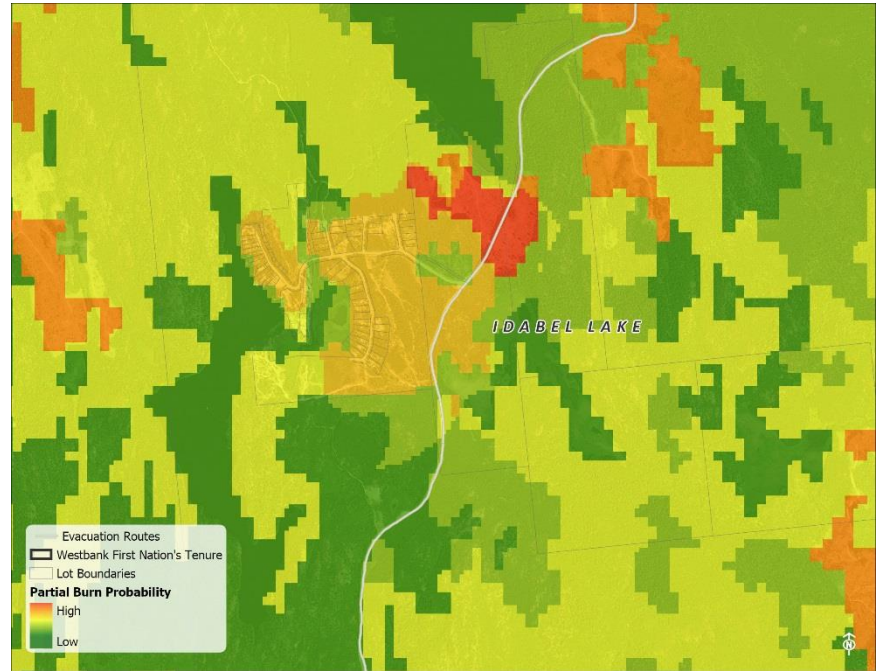 IDABEL LAKE
Evacuation Routes
Westbank First Nation's Tenure
Lot Boundaries
Partial Burn Probability
High
Low
N